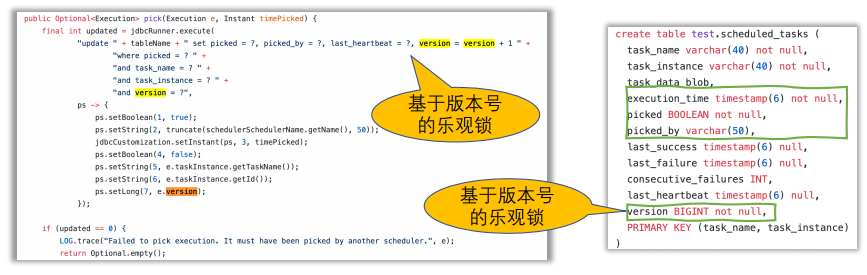 public Optional<Execution> pick(Execution e, Instant timePicked) {
final int updated = jdbcRunner.execute(
"update " + tableName + " set picked = ?, picked_by = ?, last_heartbeat = ?, version = version + 1 " +
"where picked = ? " +
"and task_name = ? " +
"and task_instance = ? " +
"and version = ?",
ps -> {
ps.setBoolean(1, true);
ps.setString(2, truncate(schedulerSchedulerName.getName(), 50));
jdbcCustomization.setInstant(ps, 3, timePicked);
ps.setBoolean(4, false);
ps.setString(5, e.taskInstance.getTaskName());
ps.setString(6, e.taskInstance.getId());
ps.setLong(7, e.version);
});
if (updated == 0) {
LOG.trace("Failed to pick execution. It must have been picked by another scheduler.", e);
return Optional.empty();
基于版本号
的乐观锁
基于版本号
的乐观锁
create table test.scheduled_tasks (
task_name varchar(40) not null,
task_instance varchar(40) not null,
task_data blob,
execution_time timestamp(6) not null,
picked BOOLEAN not null,
picked_by varchar(50),
last_success timestamp(6) null,
last_failure timestamp(6) null,
consecutive_failures INT,
last_heartbeat timestamp(6) null,
version BIGINT not null,
PRIMARY KEY (task_name, task_instance)
)